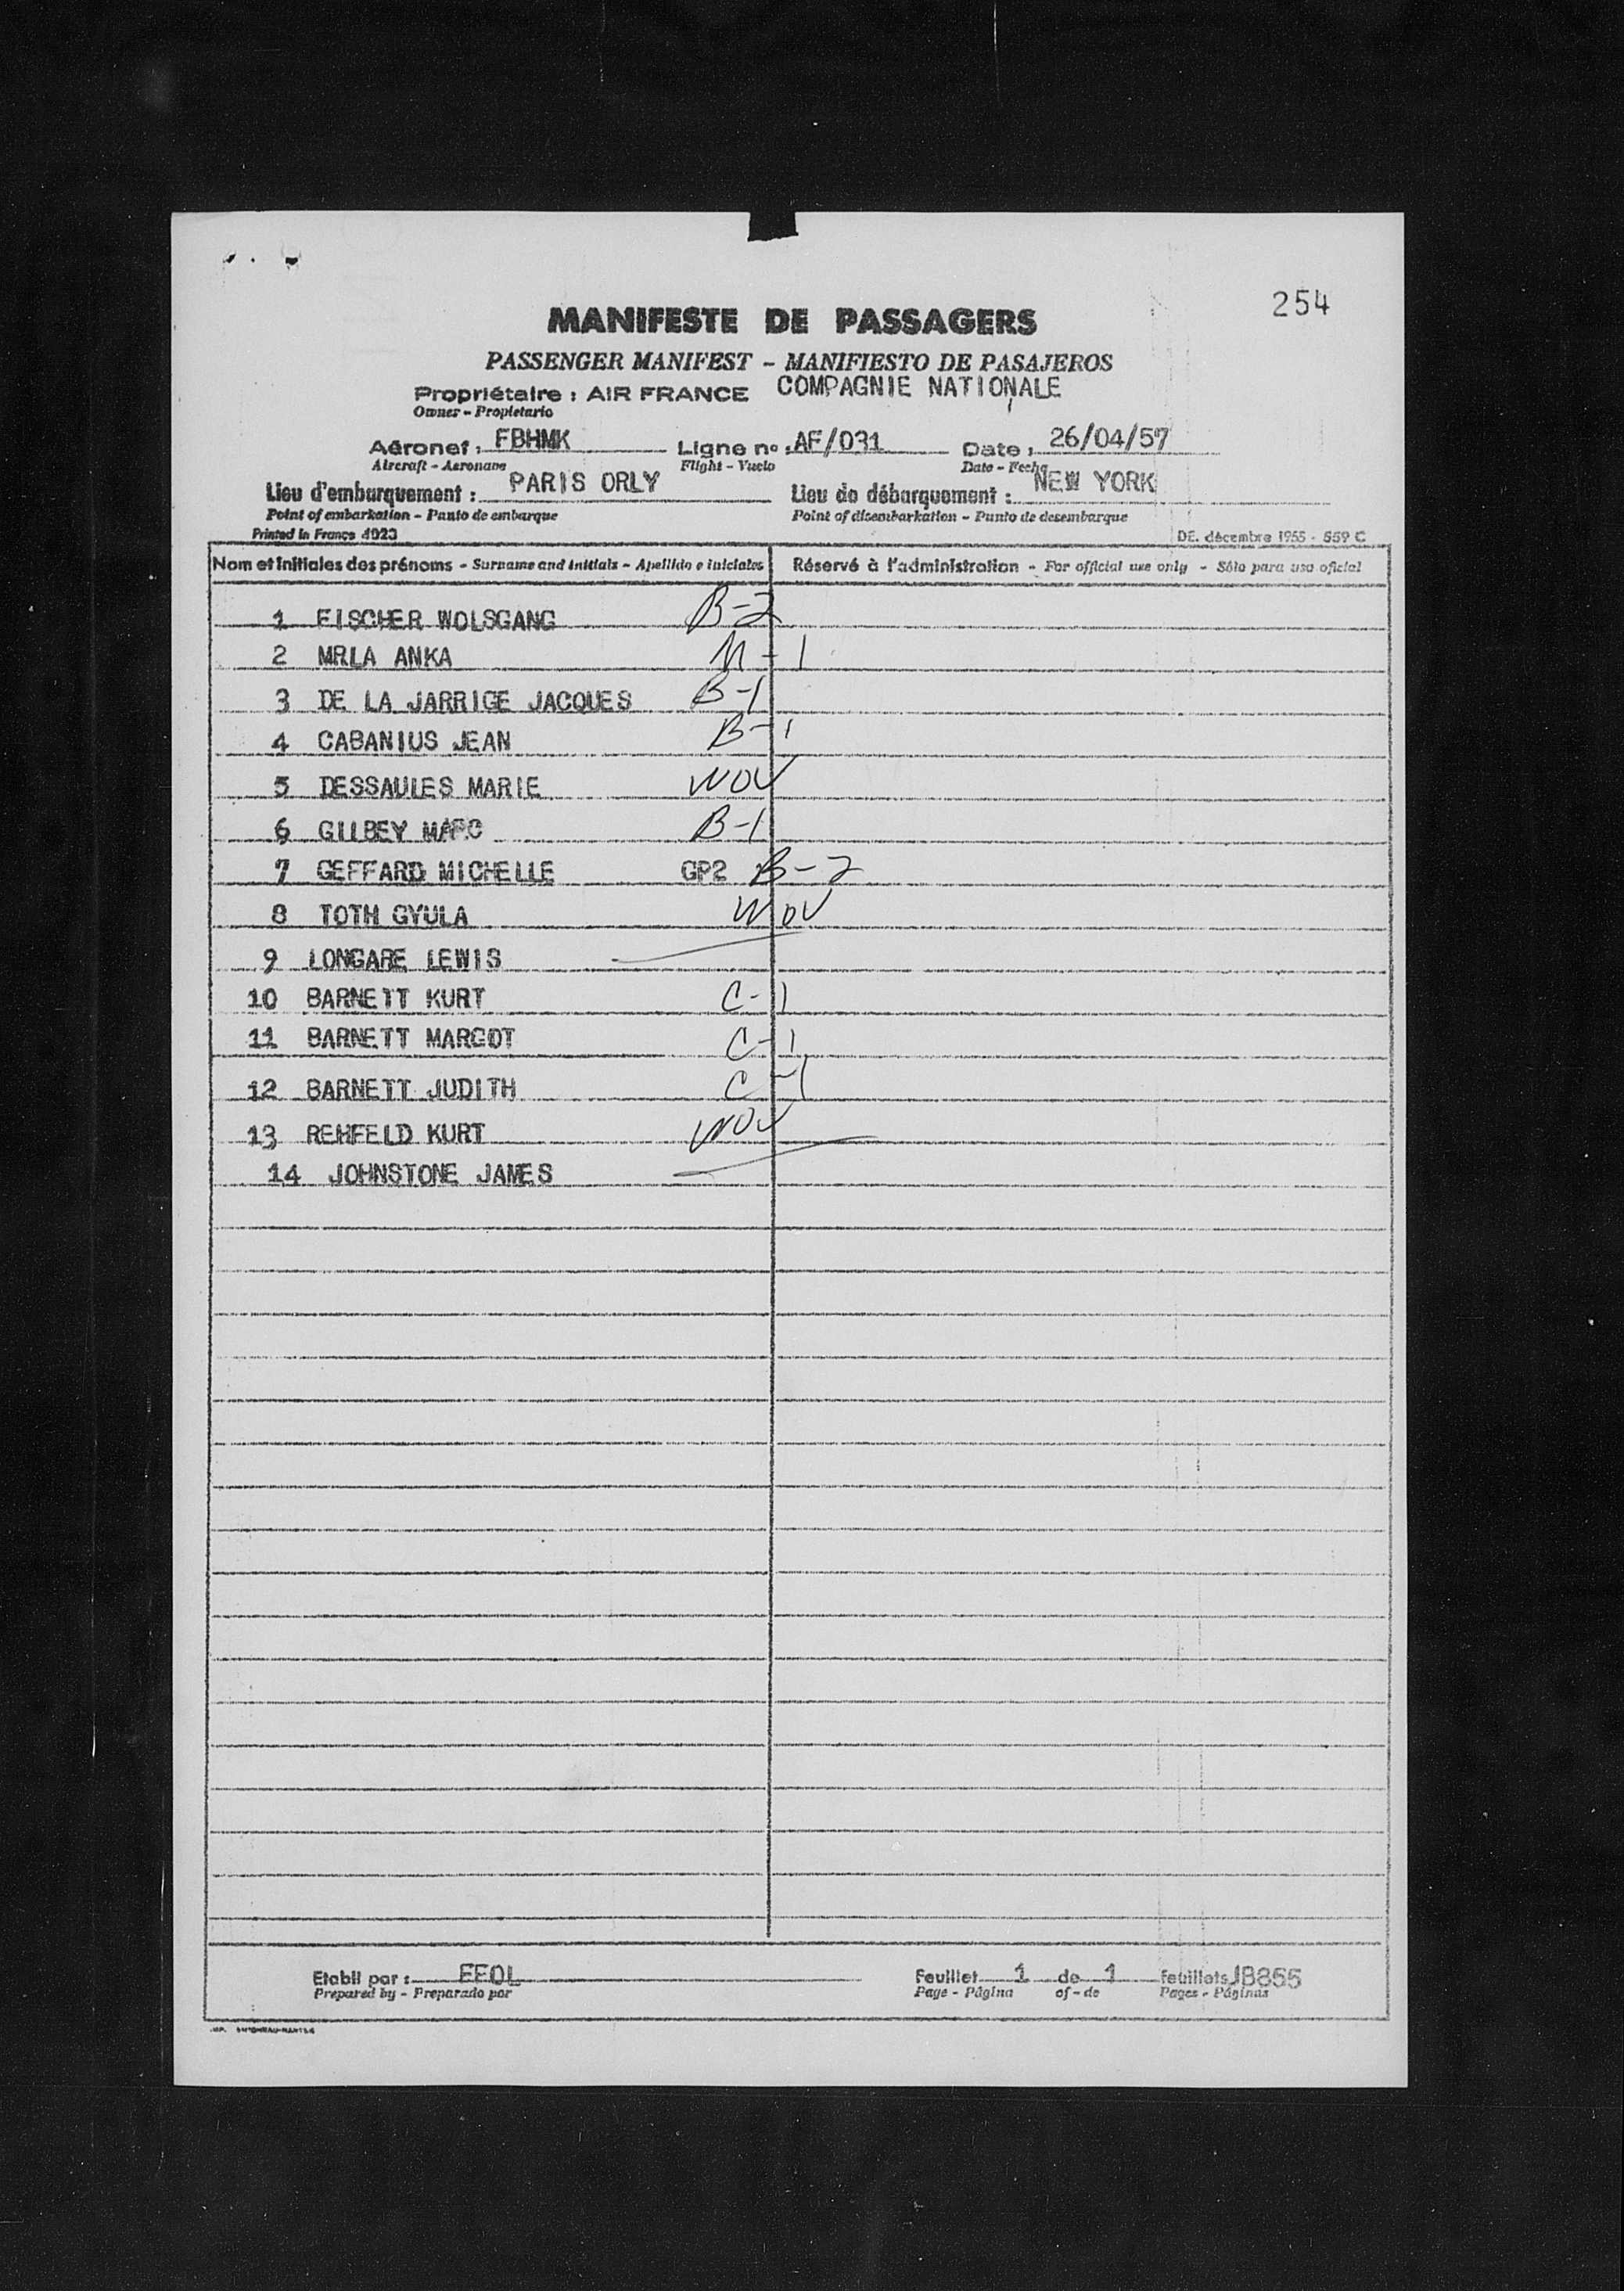 254
MANIFESTE DE PASSAGERS
PASSENGER MANIFEST - MANIFIESTO DE PASAJEROS
Propriétaire : AIR FRANCE COMPAGNIE NATIONALE
Owner - Propietario
Aéronef : FBHMK Ligne nº : AF/031 Date : 26/04/57
Aircraft - Aeronave Flight - Vuelo Date - Fecha
Lieu d'embarquement : PARIS ORLY Lieu de débarquement : NEW YORK
Point of embarkation - Punto de embarque Point of disembarkation - Punto de desembarque
Printed in France 4023 DE. décembre 1955 - 559 C
Nom et initiales des prénoms - Surname and initials - Apellido e iniciales Réservé à l'administration - For official use only - Sólo para uso oficial
1 FISCHER WOLSGANG B-2
2 MRLA ANKA M-1
3 DE LA JARRIGE JACQUES B-1
4 CABANIUS JEAN B-1
5 DESSAULES MARIE WOV
6 GILBEY MARC B-1
7 GEFFARD MICHELLE GP2 B-2
8 TOTH GYULA WOV
9 LONGARE LEWIS
10 BARNETT KURT C-1
11 BARNETT MARGOT C-1
12 BARNETT JUDITH C-1
13 REHFELD KURT WOV
14 JOHNSTONE JAMES
Etabli par : EFOL Feuillet 1 de 1 feuillets JB855
Prepared by - Preparado por Page - Página of - de Pages - Páginas